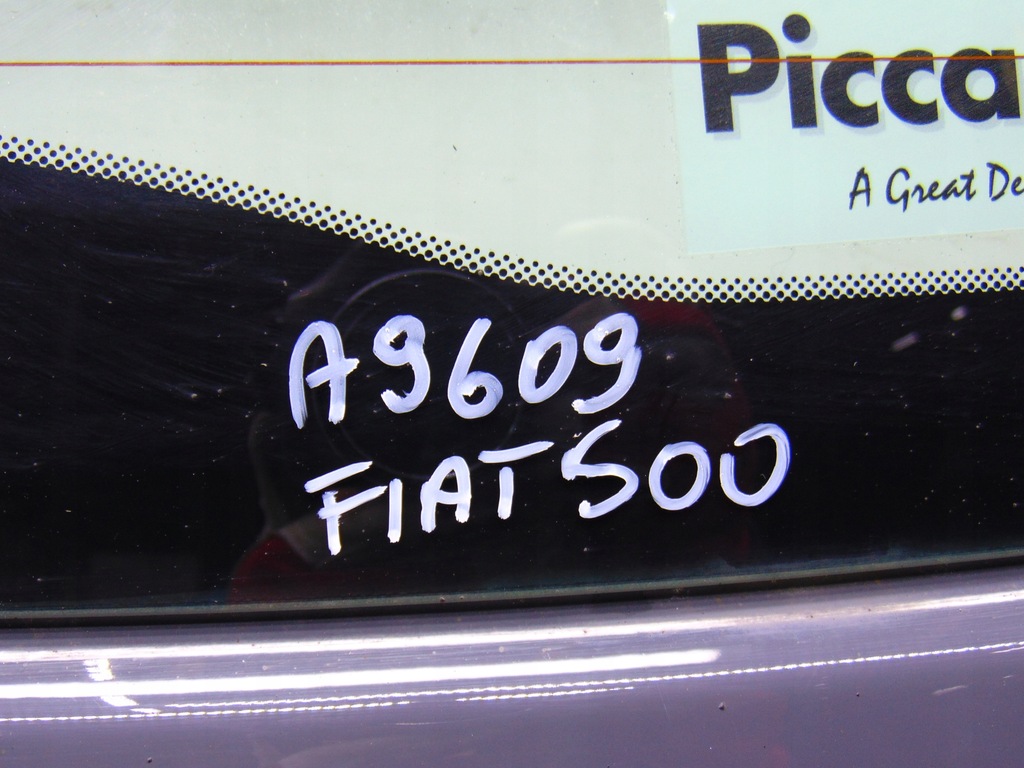 Picca
A Great De
A9609
FIAT 500